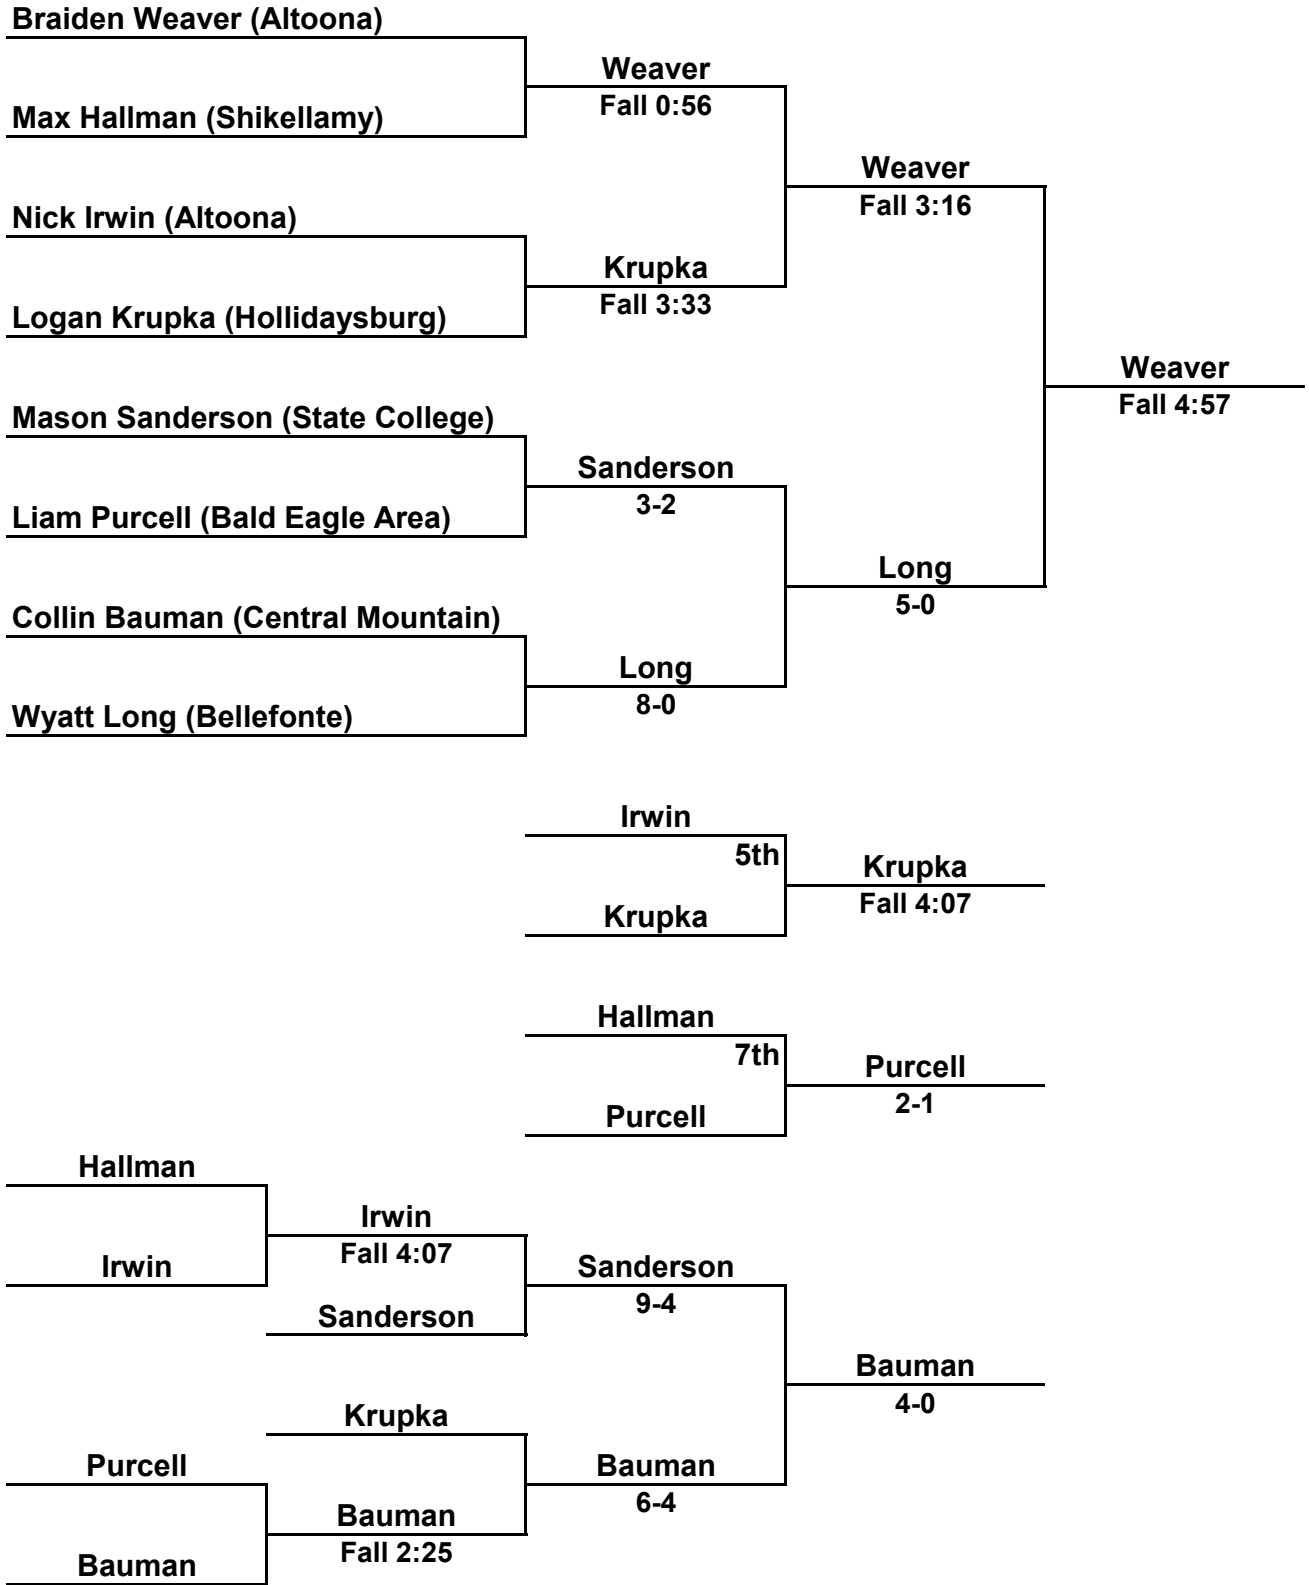 Braiden Weaver (Altoona)
Weaver
Fall 0:56
Max Hallman (Shikellamy)
Weaver
Fall 3:16
Nick Irwin (Altoona)
Krupka
Fall 3:33
Logan Krupka (Hollidaysburg)
Weaver
Fall 4:57
Mason Sanderson (State College)
Sanderson
3-2
Liam Purcell (Bald Eagle Area)
Long
5-0
Collin Bauman (Central Mountain)
Long
8-0
Wyatt Long (Bellefonte)
Irwin
5th
Krupka
Fall 4:07
Krupka
Hallman
7th
Purcell
2-1
Purcell
Hallman
Irwin
Fall 4:07
Irwin
Sanderson
9-4
Sanderson
Bauman
4-0
Krupka
Purcell
Bauman
6-4
Bauman
Fall 2:25
Bauman